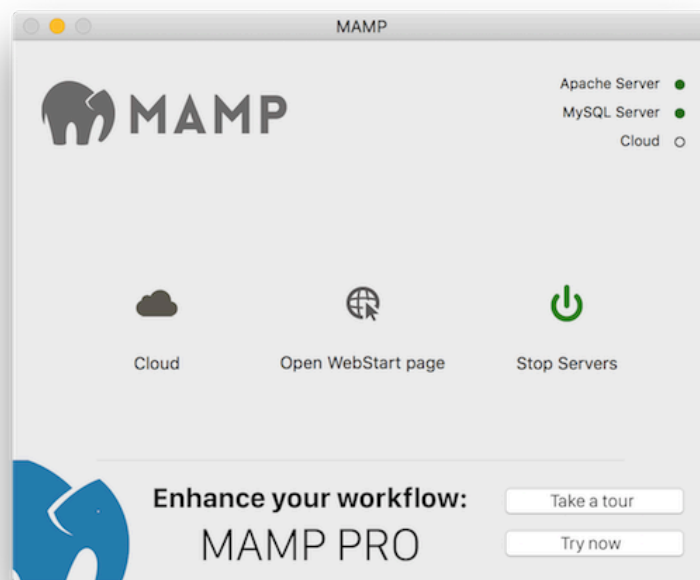 MAMP
MAMP
Apache Server
MySQL Server
Cloud
Cloud
Open WebStart page
Stop Servers
Enhance your workflow:
MAMP PRO
Take a tour
Try now